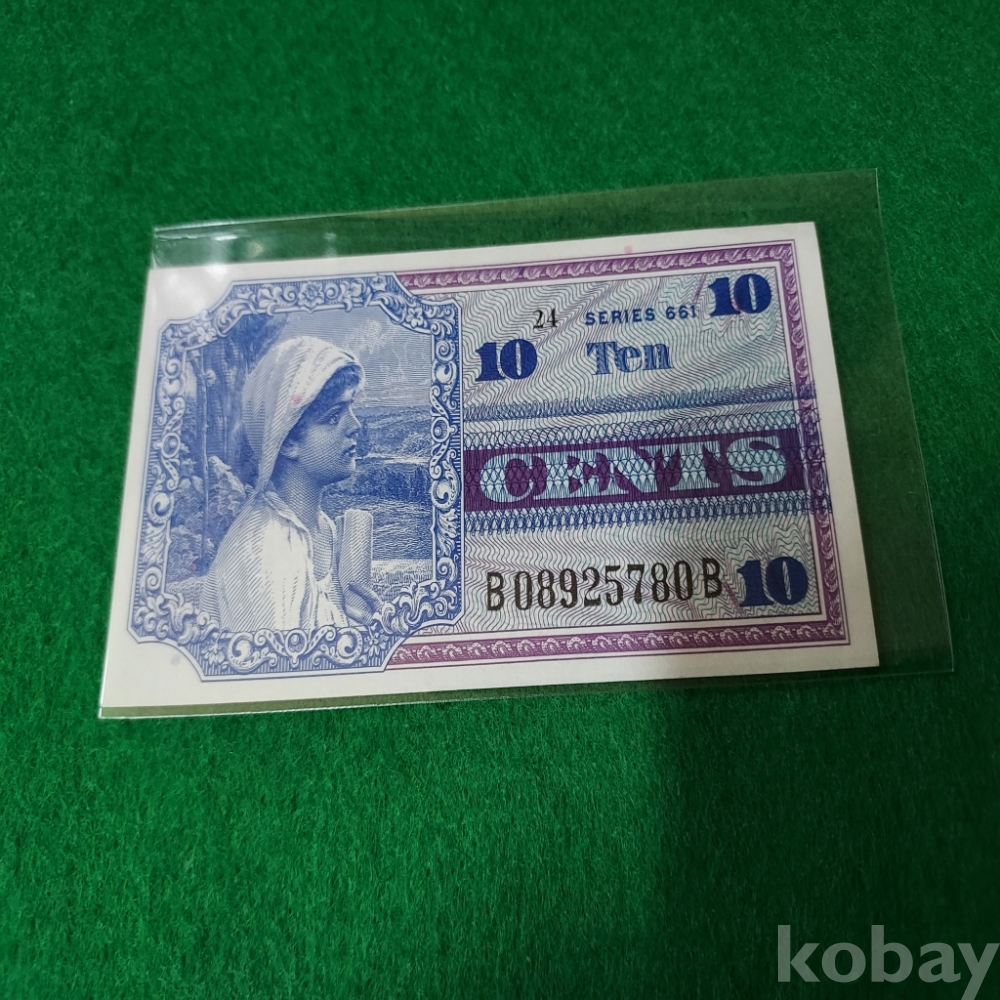 24 SERIES 661 10
10 Ten
CENTS
B08925780B 10
kobay